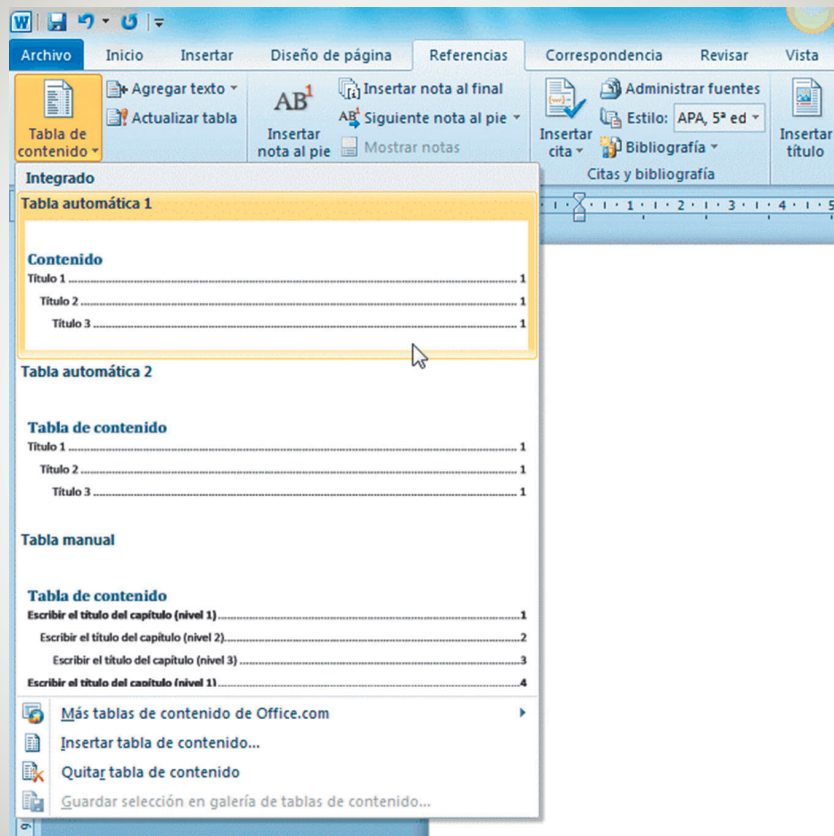 Archivo Inicio Insertar Diseño de página Referencias Correspondencia Revisar Vista
Tabla de contenido
Agregar texto
Actualizar tabla
AB1
Insertar nota al pie
Insertar nota al final
AB1 Siguiente nota al pie
Mostrar notas
Insertar cita
Administrar fuentes
Estilo: APA, 5ª ed
Bibliografía
Citas y bibliografía
Insertar título
1 2 3 4 5
Integrado
Tabla automática 1
Contenido
Título 1 ........ 1
Título 2 ........ 1
Título 3 ........ 1
Tabla automática 2
Tabla de contenido
Título 1 ........ 1
Título 2 ........ 1
Título 3 ........ 1
Tabla manual
Tabla de contenido
Escribir el título del capítulo (nivel 1) ........ 1
Escribir el título del capítulo (nivel 2) ........ 2
Escribir el título del capítulo (nivel 3) ........ 3
Escribir el título del capítulo (nivel 1) ........ 4
Más tablas de contenido de Office.com
Insertar tabla de contenido...
Quitar tabla de contenido
Guardar selección en galería de tablas de contenido...